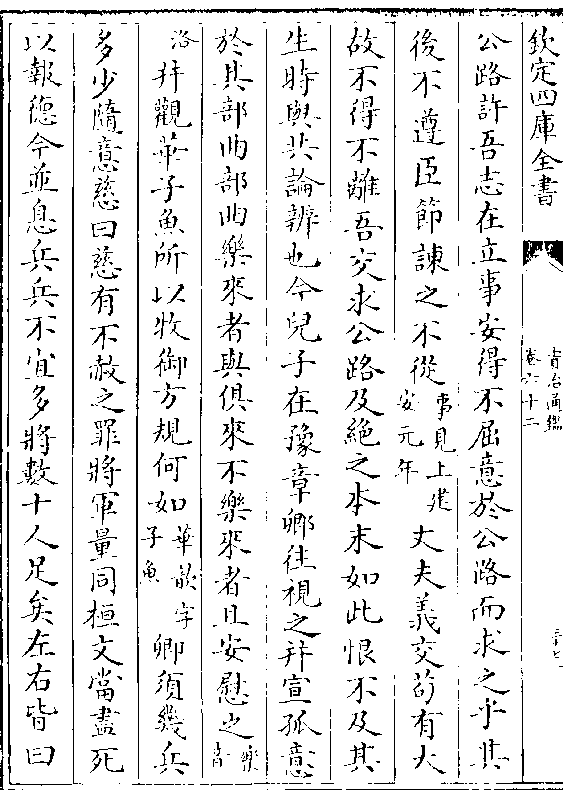 欽定四庫全書
資治通鑑
卷六十二
三十七
公路許吾志在立事安得不屈意於公路而求之乎其
後不遵臣節諫之不從事見上卷安元年丈夫義交苟有大
故不得不離吾交求公路及絶之本末如此恨不及其
生時與共論辨也今兒子在豫章卿往視之并宣孤意
於其部曲部曲樂來者與俱來不樂來者且安慰之樂音
洛并觀華子魚所以牧御方規何如華歆字子魚卿須幾兵
多少隨意慈曰慈有不赦之罪將軍量同桓文當盡死
以報德今並息兵兵不宜多將數十人足矣左右皆曰